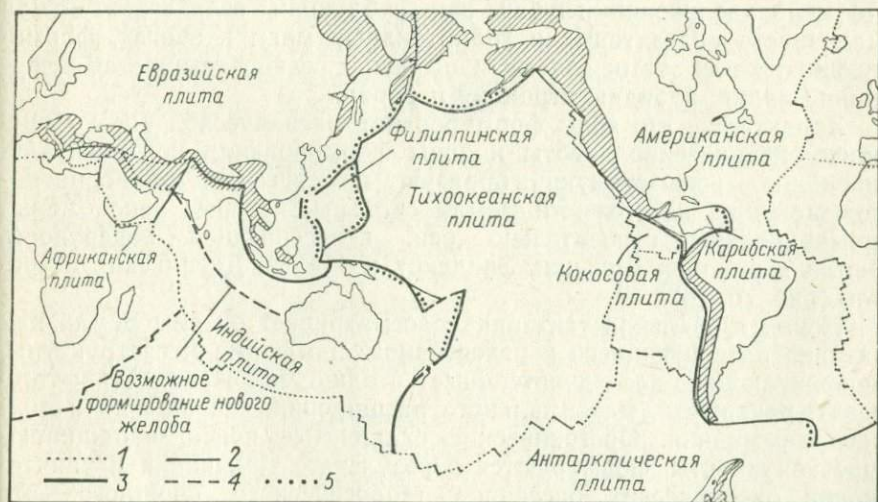 Евразийская
плита
Филиппинская
плита
Американская
плита
Тихоокеанская
плита
Африканская
плита
Кокосовая
плита
Карибская
плита
Индийская
плита
Возможное
формирование нового
желоба
Антарктическая
плита
1 2
3 4 5